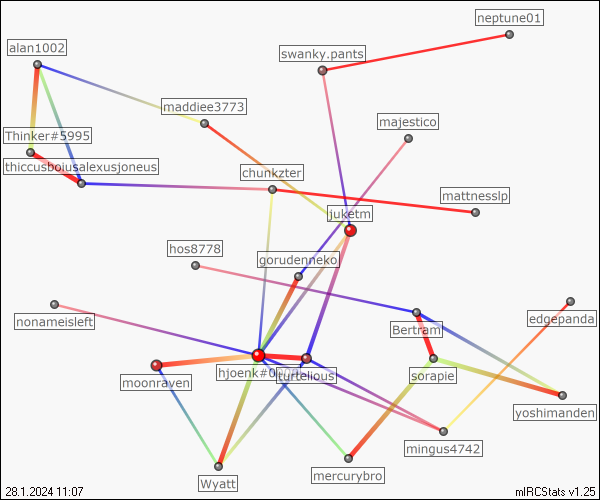 neptune01
alan1002
swanky.pants
maddiee3773
majestico
Thinker#5995
thiccusboiusalexusjoneus
chunkzter
mattnesslp
juketm
hos8778
gorudenneko
nonameisleft
Bertram
edgepanda
hjoenk#0
turtelious
moonraven
sorapie
yoshimanden
mingus4742
Wyatt
mercurybro
28.1.2024 11:07
mIRCStats v1.25